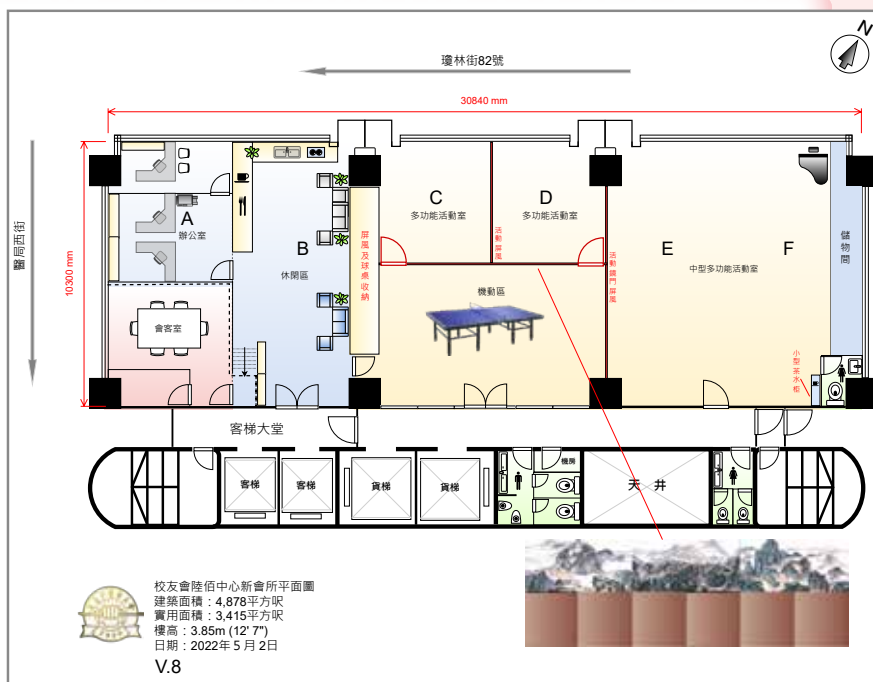 N
瓊林街82號
30840 mm
醫局西街
10300 mm
A
辦公室
B
休閒區
C
多功能活動室
D
多功能活動室
E
F
中型多功能活動室
屏風及球桌收納
活動屏風
活動趟門屏風
儲物間
機動區
會客室
小型茶水柜
客梯大堂
客梯
客梯
貨梯
貨梯
機房
天井
校友會陸佰中心新會所平面圖
建築面積：4,878平方呎
實用面積：3,415平方呎
樓高：3.85m (12' 7")
日期：2022年5月2日
V.8